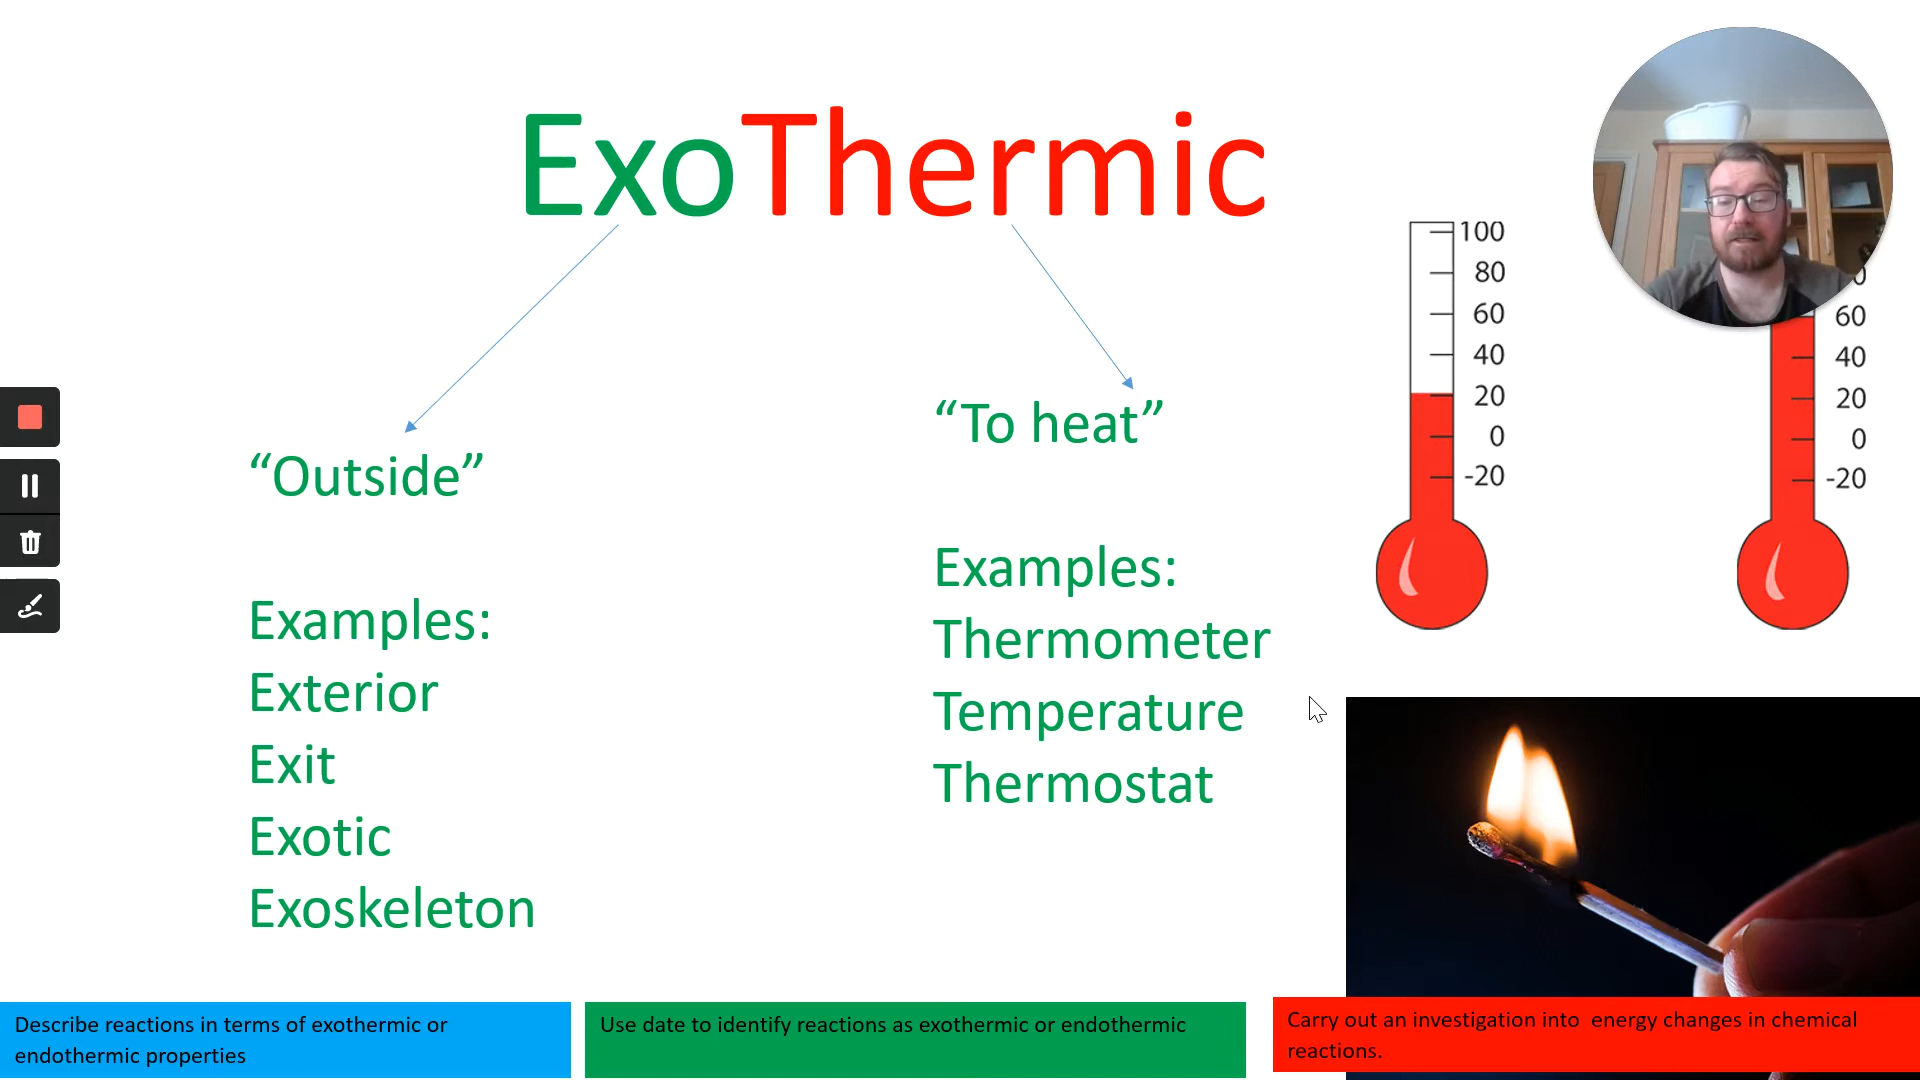 ExoThermic
“Outside”
Examples:
Exterior
Exit
Exotic
Exoskeleton
“To heat”
Examples:
Thermometer
Temperature
Thermostat
100
80
60
40
20
0
-20
60
40
20
0
-20
Describe reactions in terms of exothermic or
endothermic properties
Use date to identify reactions as exothermic or endothermic
Carry out an investigation into energy changes in chemical
reactions.